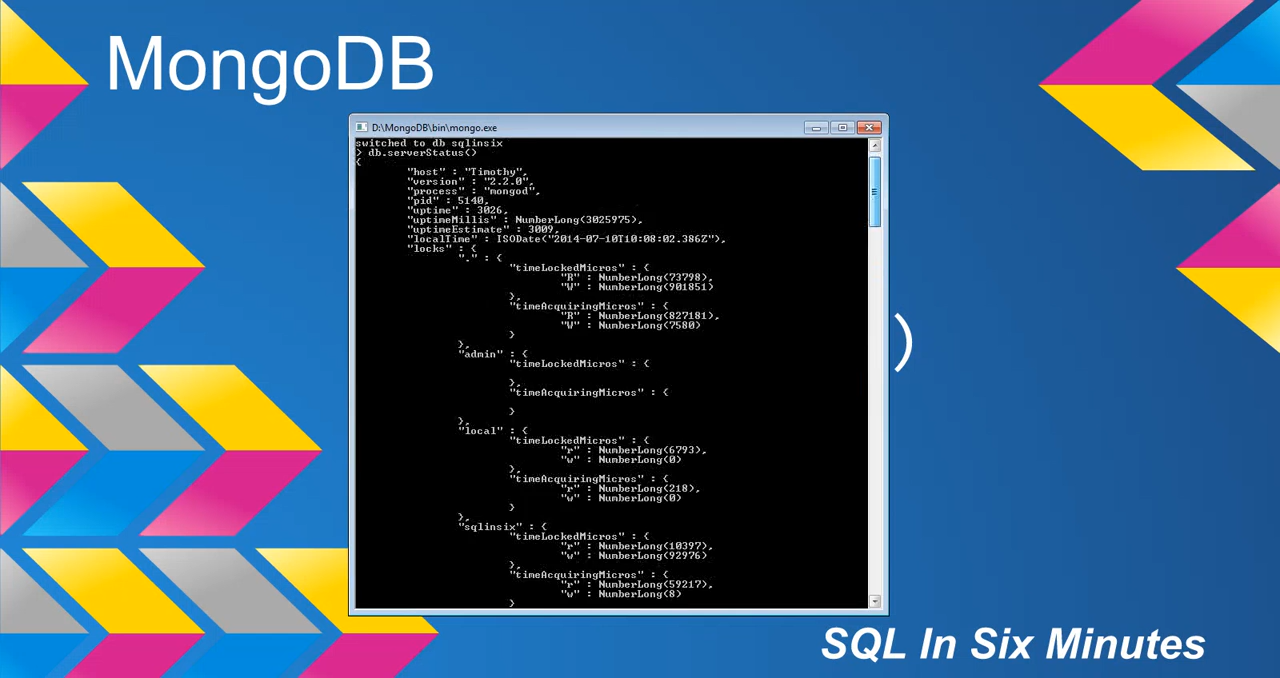 MongoDB
D:\MongoDB\bin\mongo.exe
switched to db sqlinsix
> db.serverStatus()
{
"host" : "Timothy",
"version" : "2.2.0",
"process" : "mongod",
"pid" : 5140,
"uptime" : 3026,
"uptimeMillis" : NumberLong(3025975),
"uptimeEstimate" : 3009,
"localTime" : ISODate("2014-07-10T10:08:02.386Z"),
"locks" : {
"." : {
"timeLockedMicros" : {
"R" : NumberLong(73798),
"W" : NumberLong(901851)
},
"timeAcquiringMicros" : {
"R" : NumberLong(827181),
"W" : NumberLong(7580)
}
},
"admin" : {
"timeLockedMicros" : {
},
"timeAcquiringMicros" : {
}
},
"local" : {
"timeLockedMicros" : {
"r" : NumberLong(6793),
"w" : NumberLong(0)
},
"timeAcquiringMicros" : {
"r" : NumberLong(218),
"w" : NumberLong(0)
}
},
"sqlinsix" : {
"timeLockedMicros" : {
"r" : NumberLong(10397),
"w" : NumberLong(92976)
},
"timeAcquiringMicros" : {
"r" : NumberLong(59217),
"w" : NumberLong(8)
}
)
SQL In Six Minutes